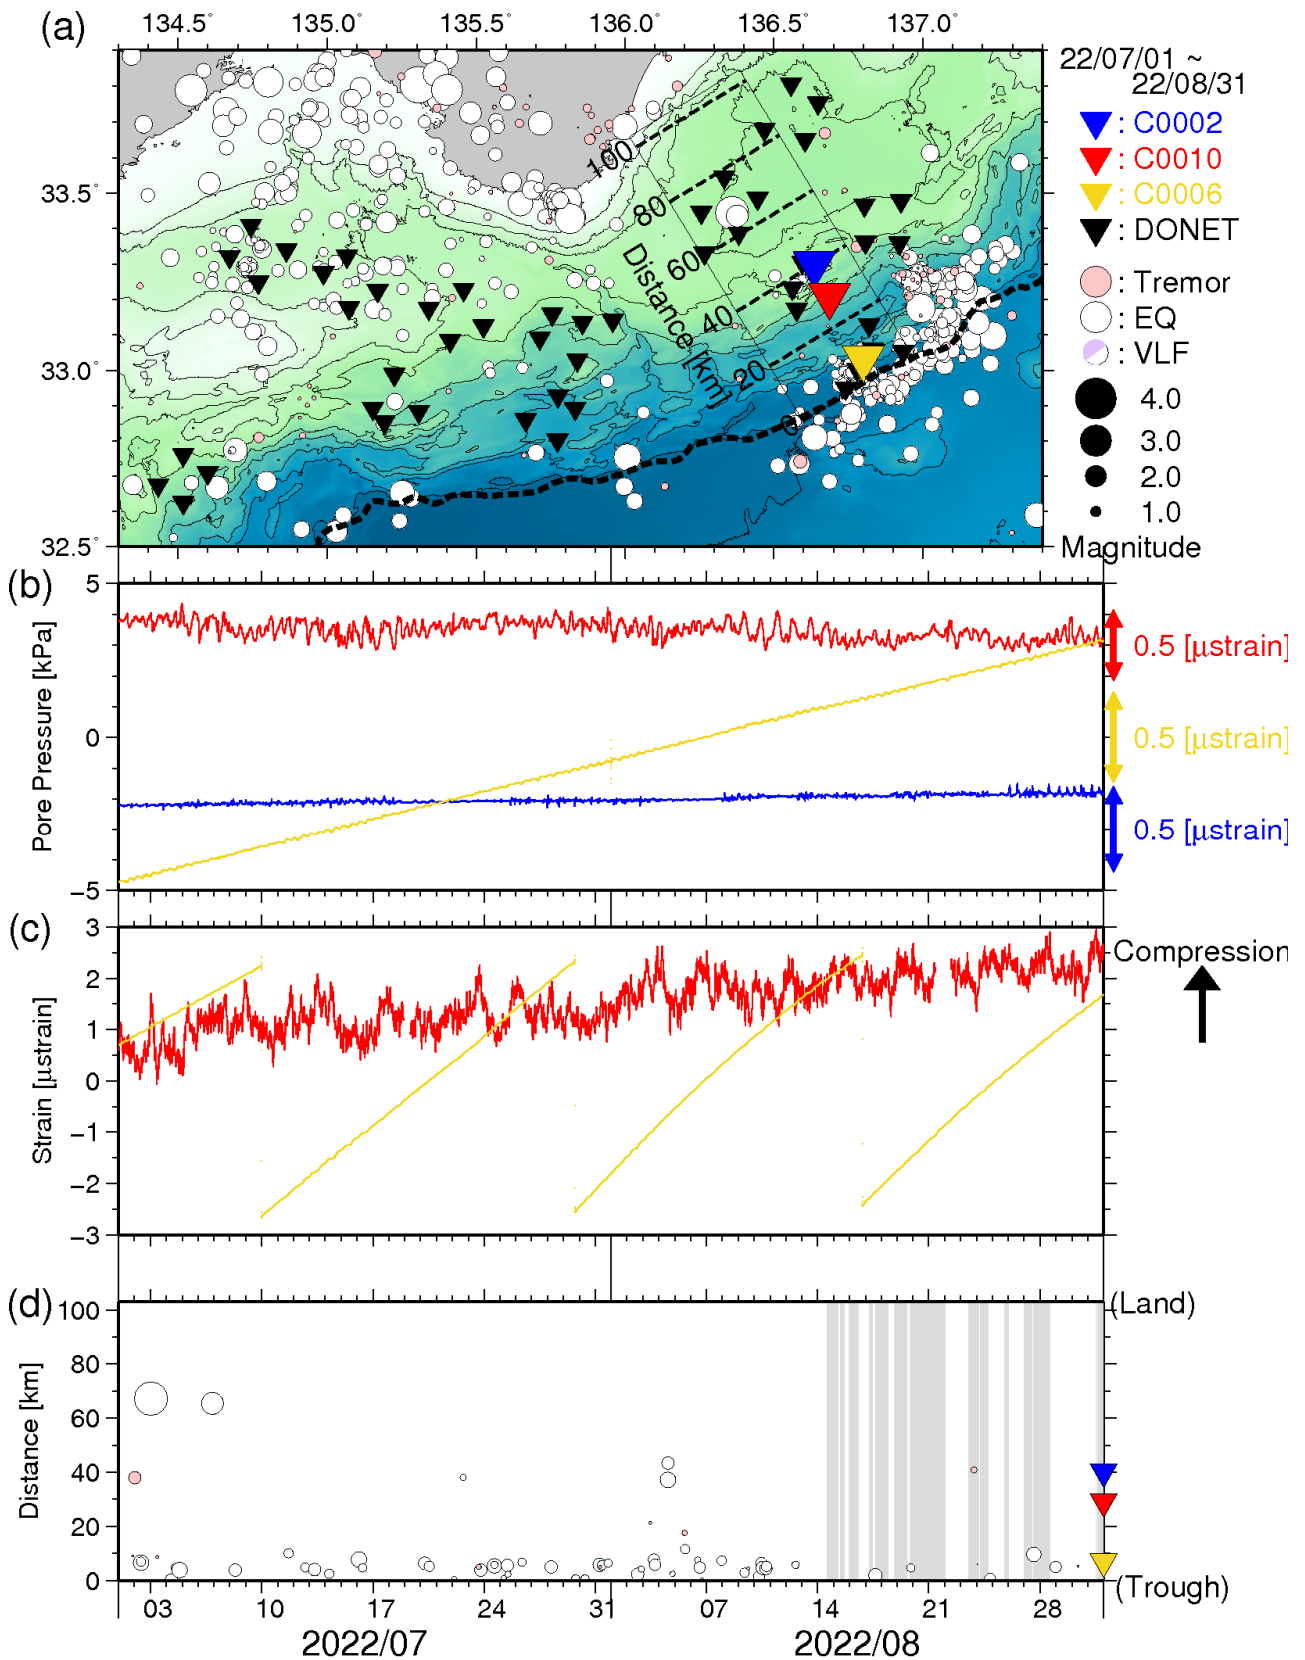 (a)
134.5° 135.0° 135.5° 136.0° 136.5° 137.0°
22/07/01 ~
22/08/31
: C0002
: C0010
: C0006
: DONET
: Tremor
: EQ
: VLF
4.0
3.0
2.0
1.0
Magnitude
33.5°
33.0°
32.5°
100
80
60
40
20
0
Distance [km]
(b)
Pore Pressure [kPa]
5
0
−5
0.5 [μstrain]
0.5 [μstrain]
0.5 [μstrain]
(c)
Strain [μstrain]
3
2
1
0
−1
−2
−3
Compression
(d)
Distance [km]
100
80
60
40
20
0
(Land)
(Trough)
03 10 17 24 31 07 14 21 28
2022/07 2022/08